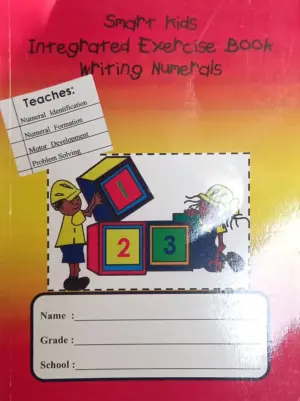 Smart Kids
Integrated Exercise Book
Writing Numerals
Teaches:
Numeral Identification
Numeral Formation
Motor Development
Problem Solving
1
2 3
Name :
Grade :
School :